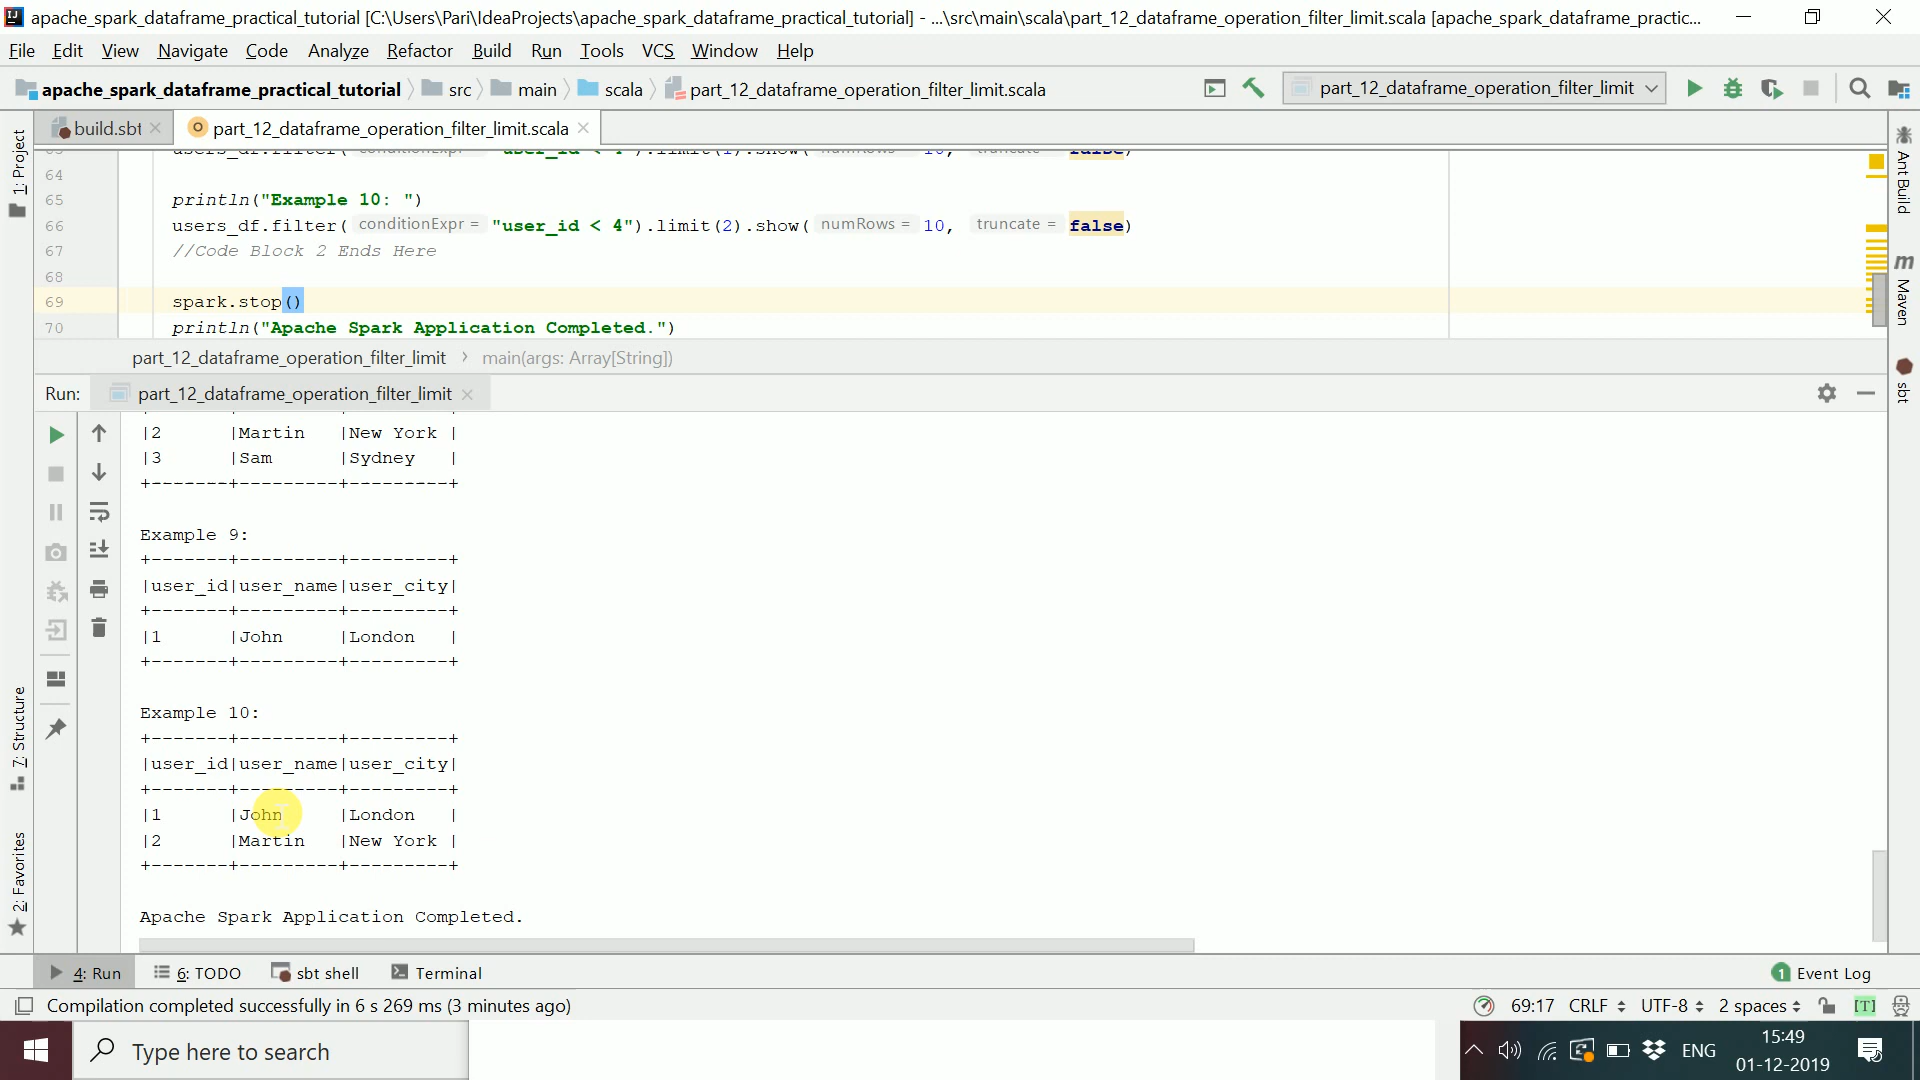 apache_spark_dataframe_practical_tutorial [C:\Users\Pari\IdeaProjects\apache_spark_dataframe_practical_tutorial] - ...\src\main\scala\part_12_dataframe_operation_filter_limit.scala [apache_spark_dataframe_practic...
File Edit View Navigate Code Analyze Refactor Build Run Tools VCS Window Help
apache_spark_dataframe_practical_tutorial src main scala part_12_dataframe_operation_filter_limit.scala part_12_dataframe_operation_filter_limit
build.sbt part_12_dataframe_operation_filter_limit.scala
64
65 println("Example 10: ")
66 users_df.filter( conditionExpr = "user_id < 4").limit(2).show( numRows = 10, truncate = false)
67 //Code Block 2 Ends Here
68
69 spark.stop()
70 println("Apache Spark Application Completed.")
part_12_dataframe_operation_filter_limit › main(args: Array[String])
Run: part_12_dataframe_operation_filter_limit
|2 |Martin |New York |
|3 |Sam |Sydney |
+-------+---------+---------+
Example 9:
+-------+---------+---------+
|user_id|user_name|user_city|
+-------+---------+---------+
|1 |John |London |
+-------+---------+---------+
Example 10:
+-------+---------+---------+
|user_id|user_name|user_city|
+-------+---------+---------+
|1 |John |London |
|2 |Martin |New York |
+-------+---------+---------+
Apache Spark Application Completed.
1: Project
7: Structure
2: Favorites
Ant Build
m Maven
sbt
4: Run 6: TODO sbt shell Terminal 1 Event Log
Compilation completed successfully in 6 s 269 ms (3 minutes ago) 69:17 CRLF UTF-8 2 spaces [T]
Type here to search ENG 15:49
01-12-2019